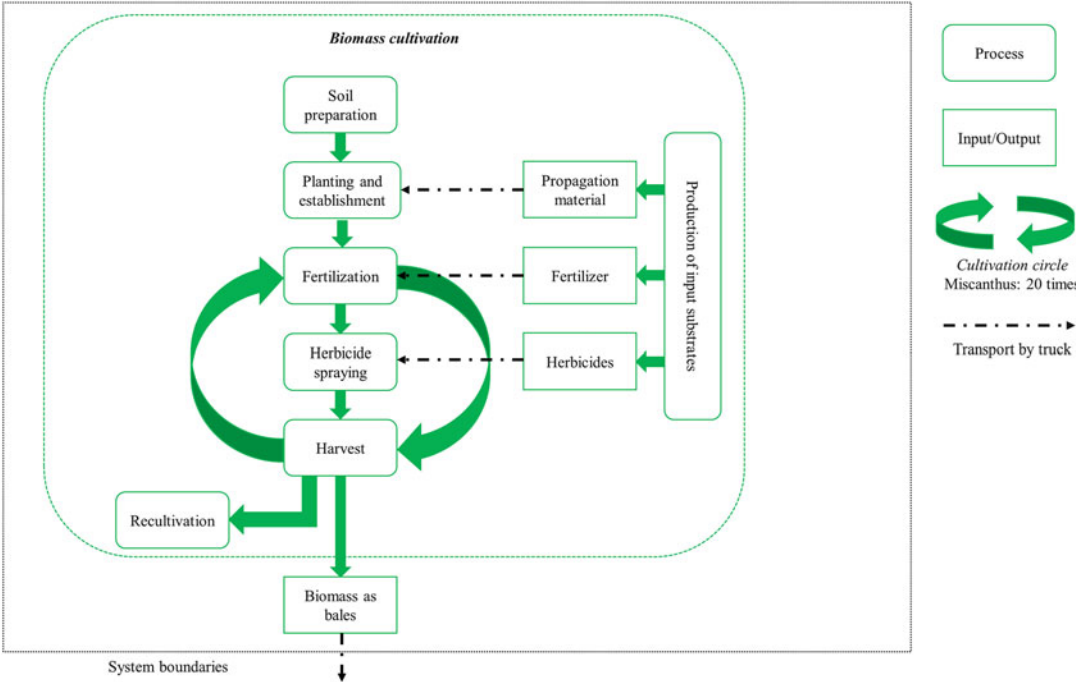 Biomass cultivation
Soil
preparation
Planting and
establishment
Propagation
material
Fertilization
Fertilizer
Herbicide
spraying
Herbicides
Production of input substrates
Harvest
Recultivation
Biomass as
bales
System boundaries
Process
Input/Output
Cultivation circle
Miscanthus: 20 times
Transport by truck